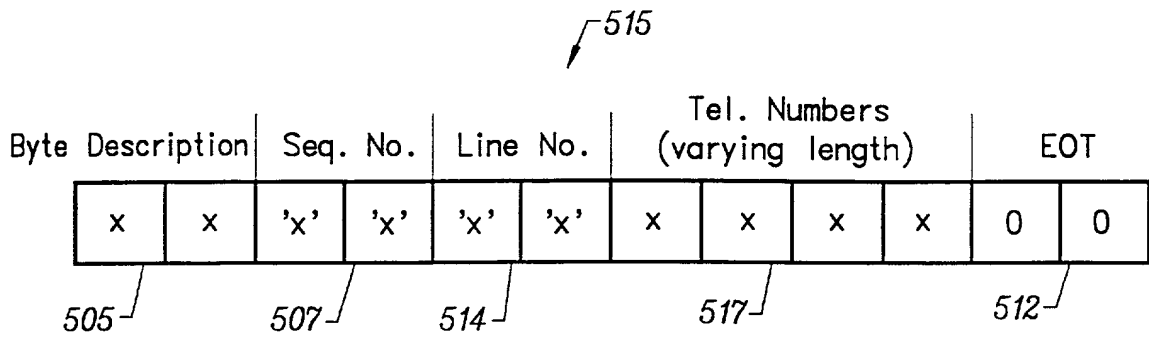 515
Tel. Numbers
Byte Description Seq. No. Line No. (varying length) EOT
x x 'x' 'x' 'x' 'x' x x x x 0 0
505 507 514 517 512